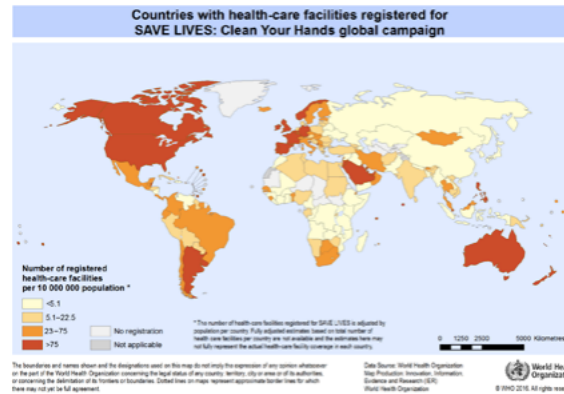 Countries with health-care facilities registered for
SAVE LIVES: Clean Your Hands global campaign
Number of registered
health-care facilities
per 10 000 000 population *
<5.1
5.1–22.5
23–75
>75
No registration
Not applicable
* The number of health-care facilities registered for SAVE LIVES is adjusted by
population per country. Fully adjusted estimates based on total number of
health care facilities per country are not available and the estimates here may
not fully represent the actual health-care facility coverage in each country.
0 1250 2500 5000 Kilometres
The boundaries and names shown and the designations used on this map do not imply the expression of any opinion whatsoever
on the part of the World Health Organization concerning the legal status of any country, territory, city or area or of its authorities,
or concerning the delimitation of its frontiers or boundaries. Dotted lines on maps represent approximate border lines for which
there may not yet be full agreement.
Data Source: World Health Organization
Map Production: Information, Evidence and Research (IER)
World Health Organization
World Hea
Organizatio
© WHO 2016. All rights rese